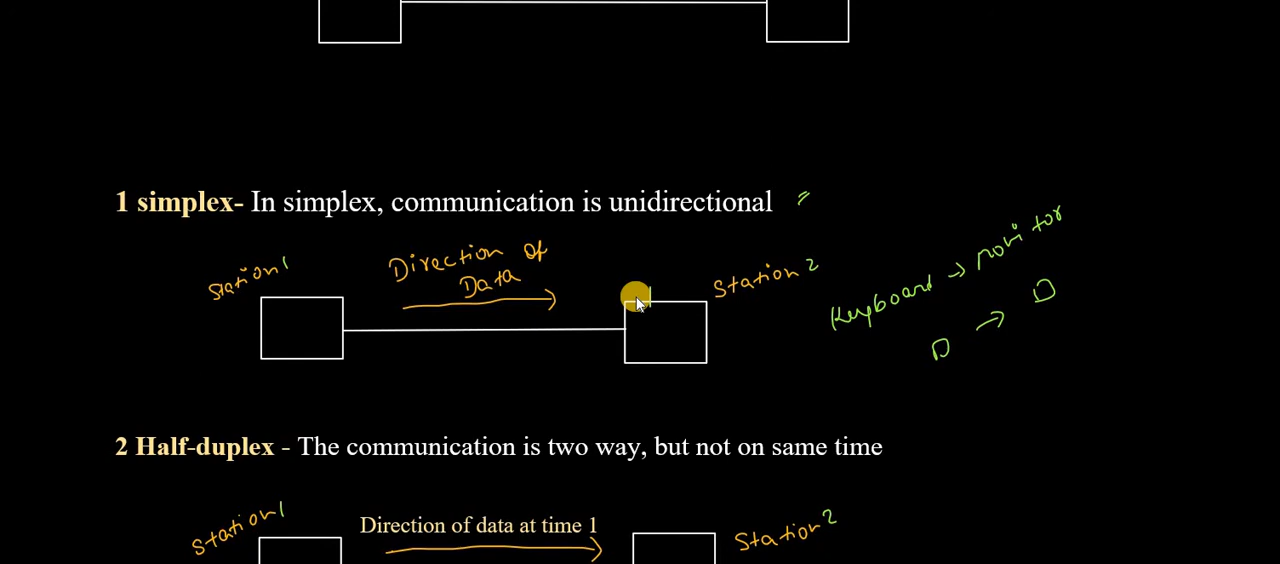 1 simplex- In simplex, communication is unidirectional
Station 1
Direction of
Data
Station 2
Keyboard → monitor
D → D
2 Half-duplex - The communication is two way, but not on same time
Station 1
Direction of data at time 1
Station 2